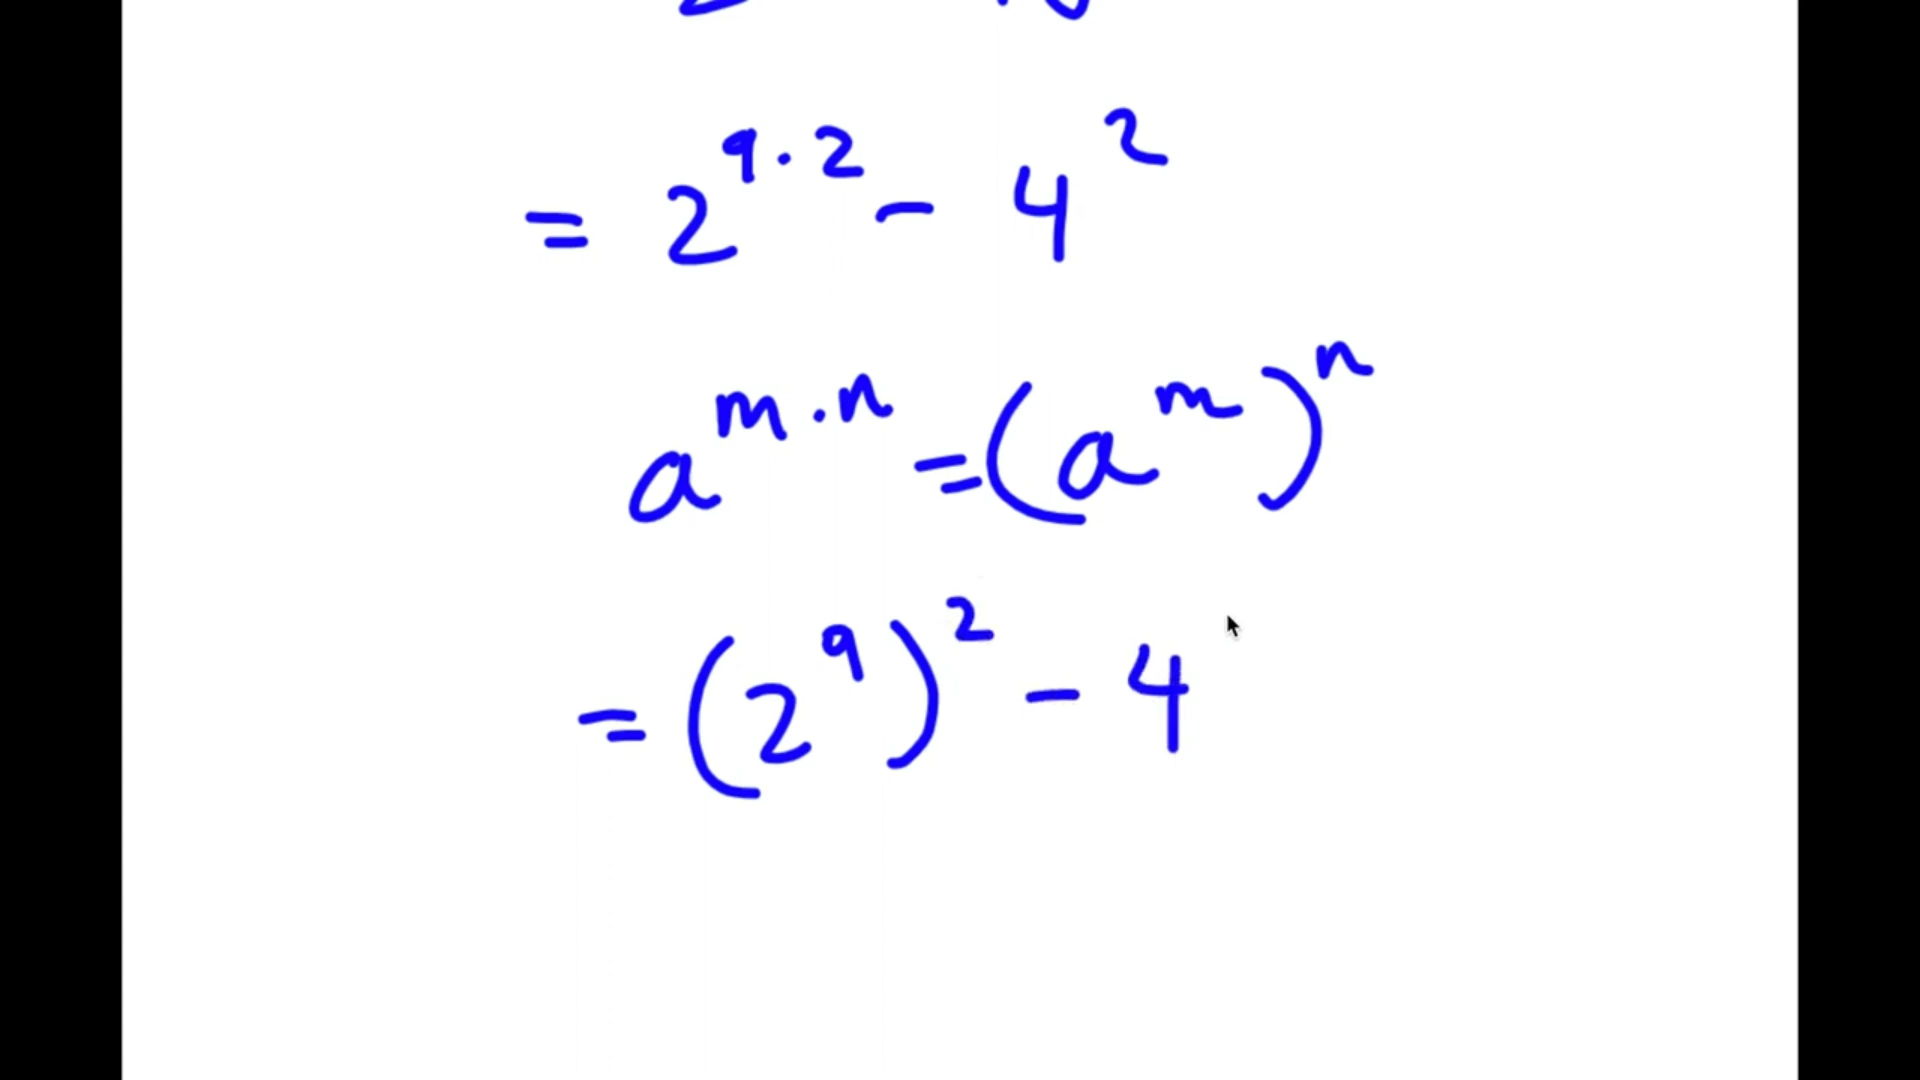 = 2^{9·2} - 4^2
a^{m·n} = (a^m)^n
= (2^9)^2 - 4